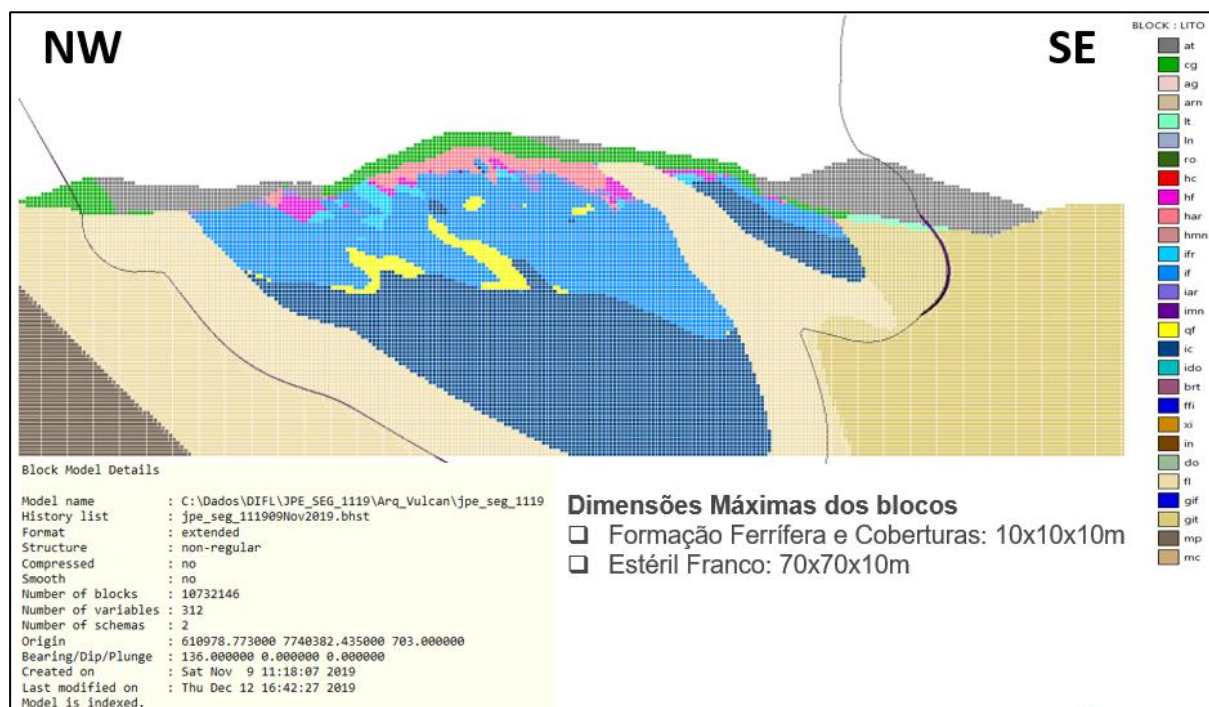 NW
SE
BLOCK : LITO
at
cg
ag
arn
lt
ln
ro
hc
hf
har
hmn
ifr
if
iar
imn
qf
ic
ido
brt
ffi
xi
in
do
fl
gif
git
mp
mc
Block Model Details
Model name : C:\Dados\DIFL\JPE_SEG_1119\Arq_Vulcan\jpe_seg_1119
History list : jpe_seg_111909Nov2019.bhst
Format : extended
Structure : non-regular
Compressed : no
Smooth : no
Number of blocks : 10732146
Number of variables : 312
Number of schemas : 2
Origin : 610978.773000 7740382.435000 703.000000
Bearing/Dip/Plunge : 136.000000 0.000000 0.000000
Created on : Sat Nov 9 11:18:07 2019
Last modified on : Thu Dec 12 16:42:27 2019
Model is indexed.
Dimensões Máximas dos blocos
❑ Formação Ferrífera e Coberturas: 10x10x10m
❑ Estéril Franco: 70x70x10m